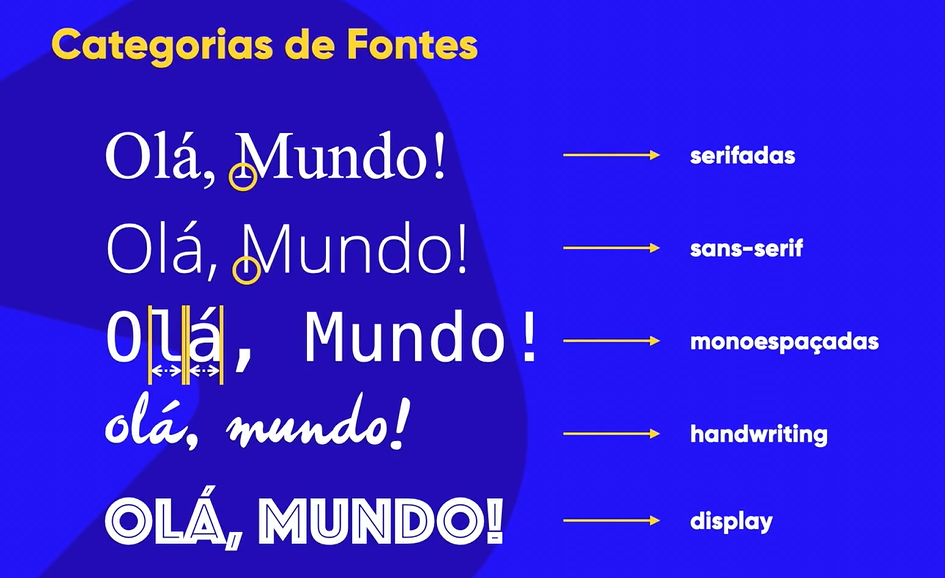 Categorias de Fontes
Olá, Mundo!
serifadas
Olá, Mundo!
sans-serif
Olá, Mundo!
monoespaçadas
olá, mundo!
handwriting
OLÁ, MUNDO!
display